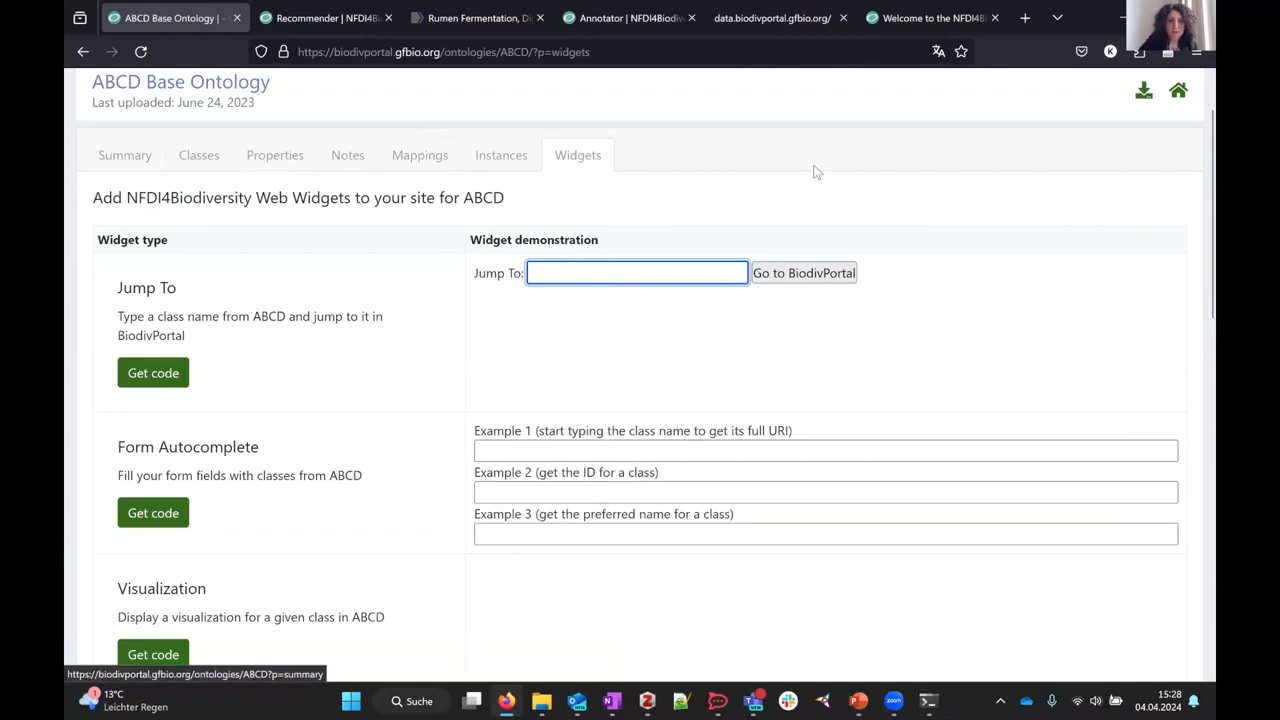 ABCD Base Ontology | - 
Recommender | NFDI4Bi
Rumen Fermentation, Di
Annotator | NFDI4Biodive
data.biodivportal.gfbio.org/
Welcome to the NFDI4B
https://biodivportal.gfbio.org/ontologies/ABCD/?p=widgets
K
ABCD Base Ontology
Last uploaded: June 24, 2023
Summary
Classes
Properties
Notes
Mappings
Instances
Widgets
Add NFDI4Biodiversity Web Widgets to your site for ABCD
Widget type
Widget demonstration
Jump To
Type a class name from ABCD and jump to it in
BiodivPortal
Get code
Jump To:
Go to BiodivPortal
Form Autocomplete
Fill your form fields with classes from ABCD
Get code
Example 1 (start typing the class name to get its full URI)
Example 2 (get the ID for a class)
Example 3 (get the preferred name for a class)
Visualization
Display a visualization for a given class in ABCD
Get code
https://biodivportal.gfbio.org/ontologies/ABCD?p=summary
1
13°C
Leichter Regen
Suche
zoom
15:28
04.04.2024